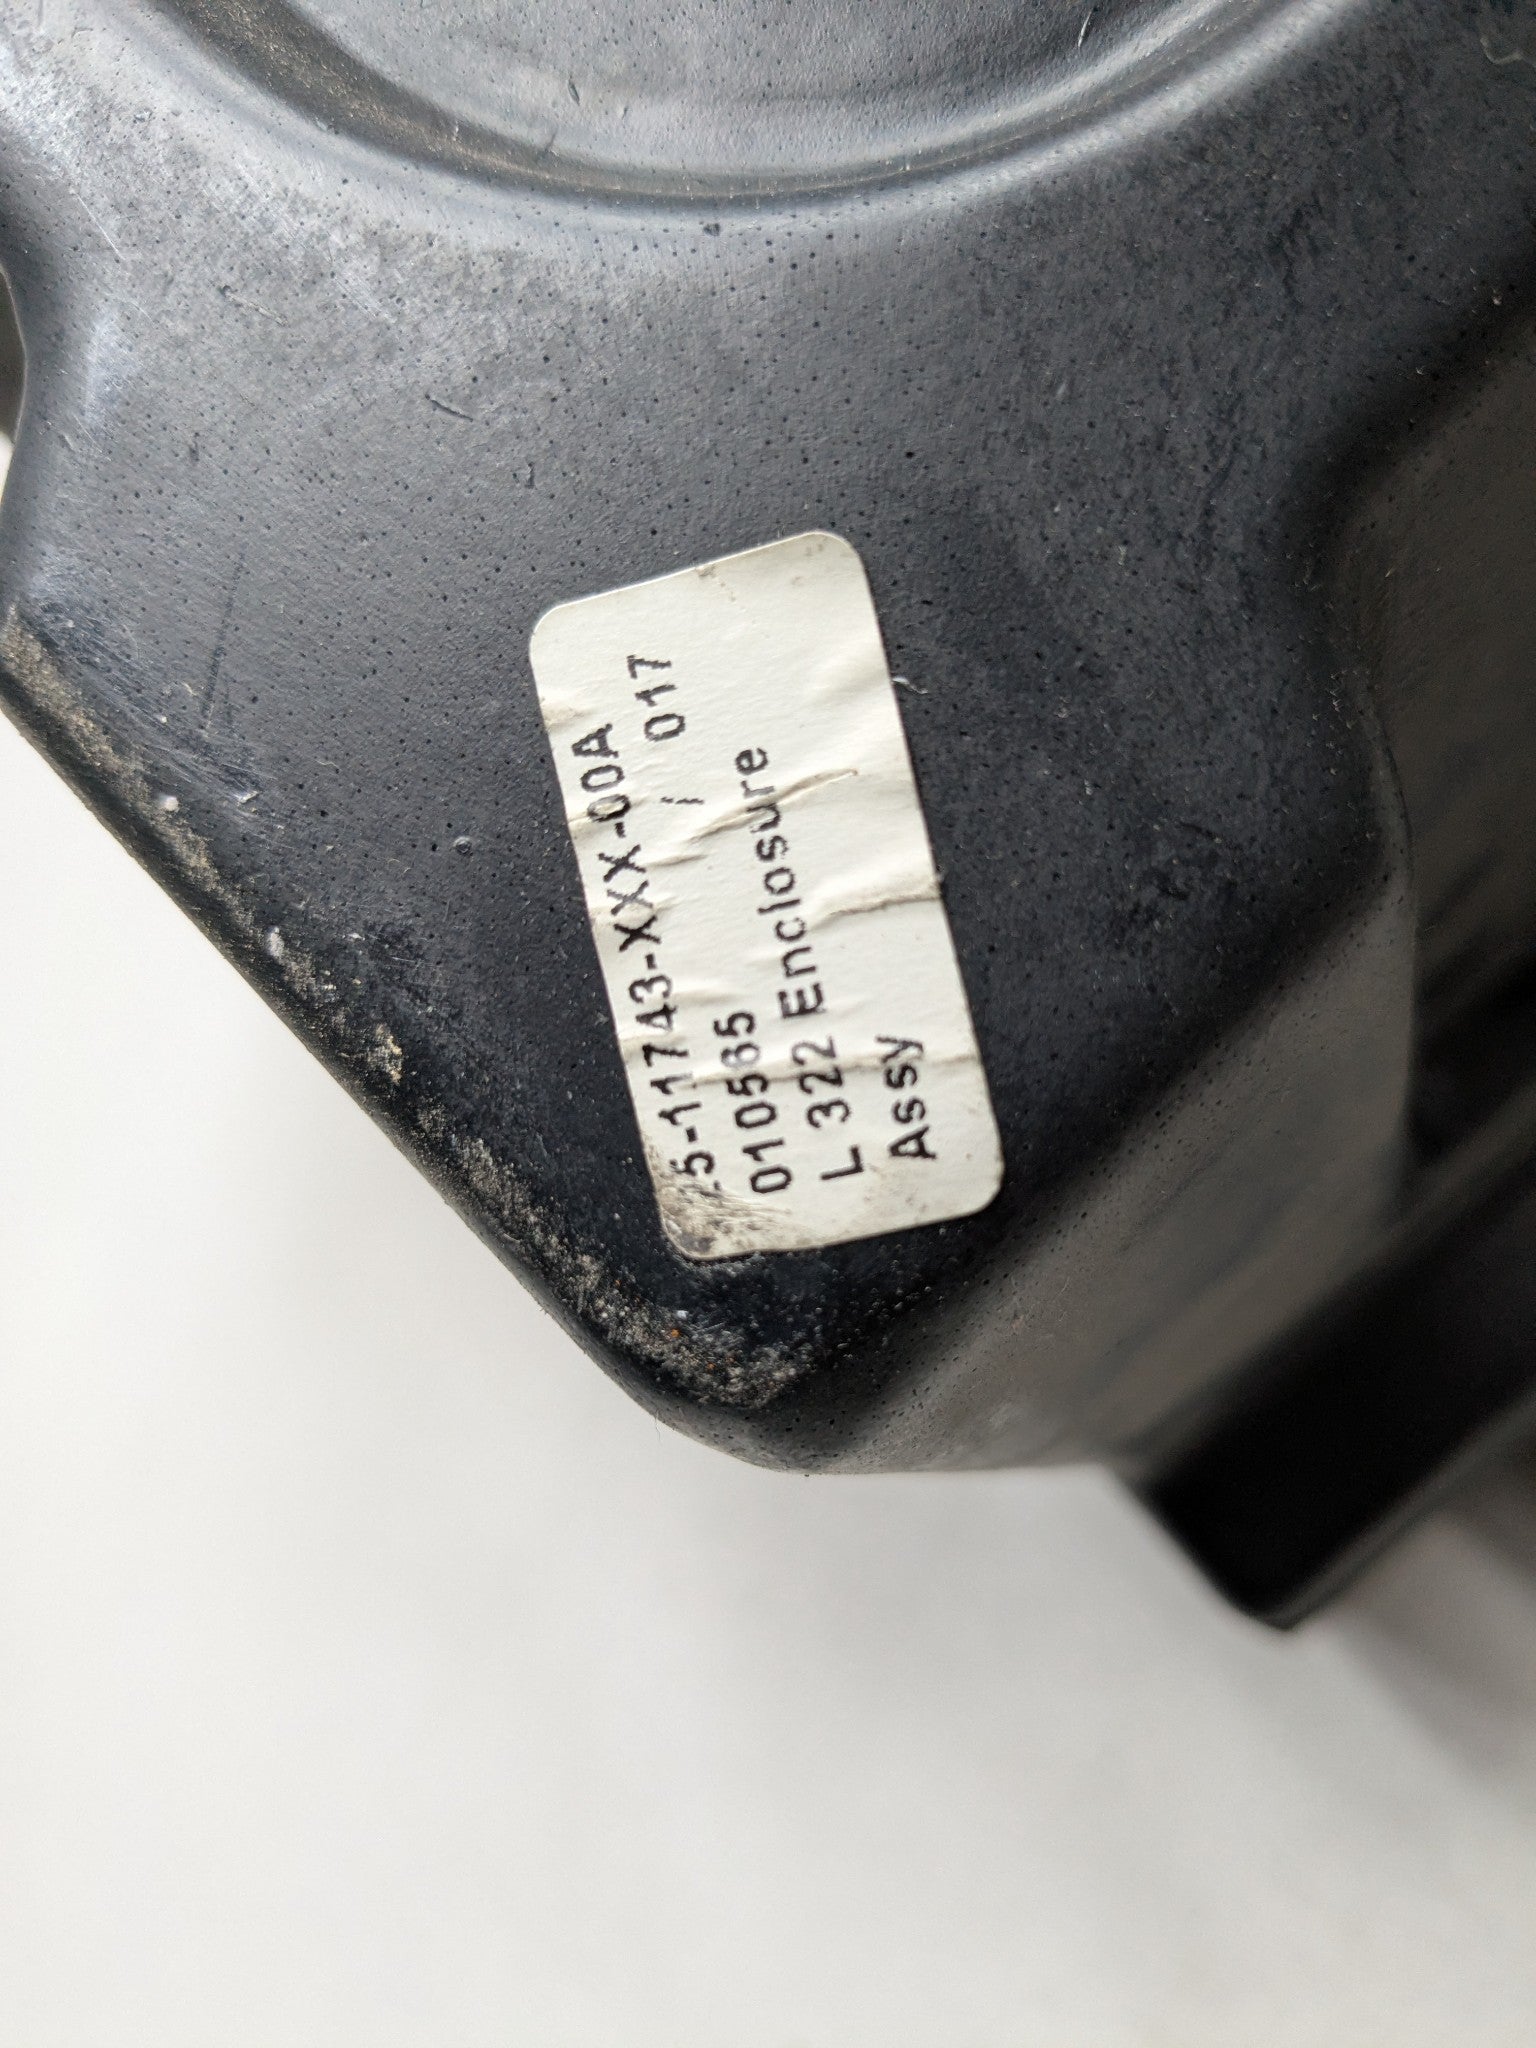 5-11743-XXX-00A
010565 / 017
L 322 Enclosure
Assy